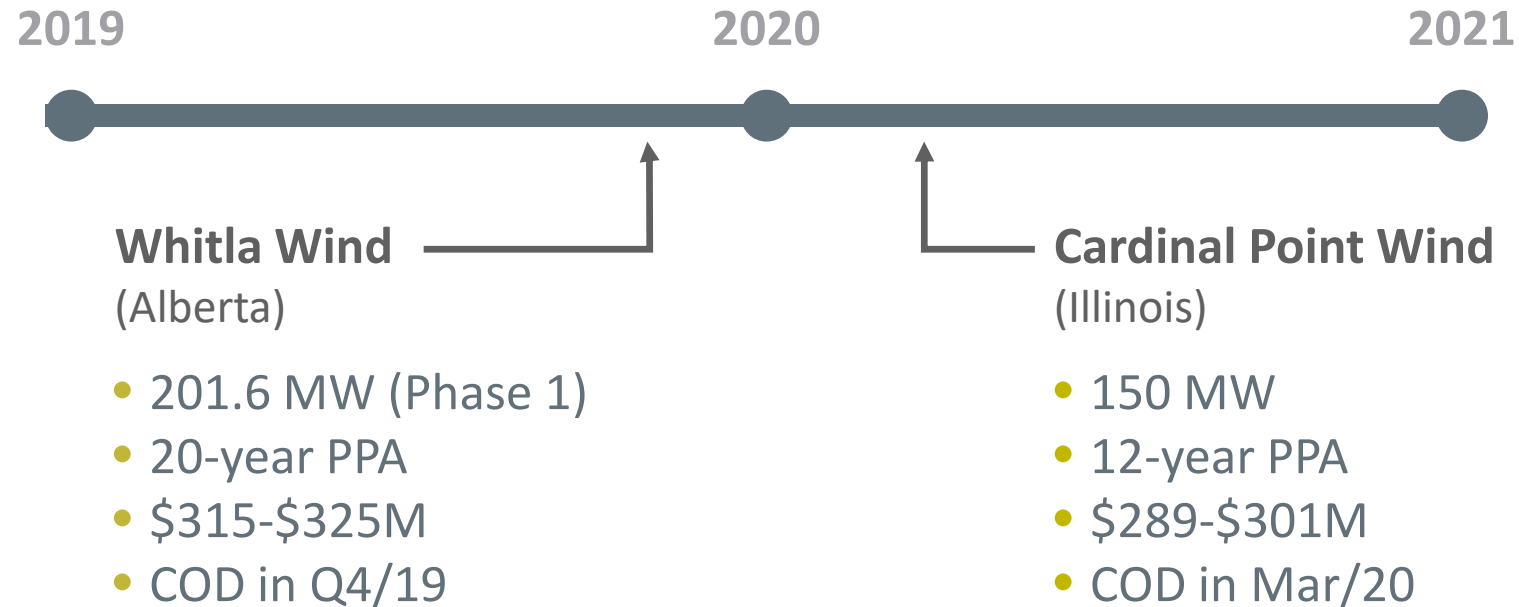 2019
2020
2021
Whitla Wind
(Alberta)
• 201.6 MW (Phase 1)
• 20-year PPA
• $315-$325M
• COD in Q4/19
Cardinal Point Wind
(Illinois)
• 150 MW
• 12-year PPA
• $289-$301M
• COD in Mar/20